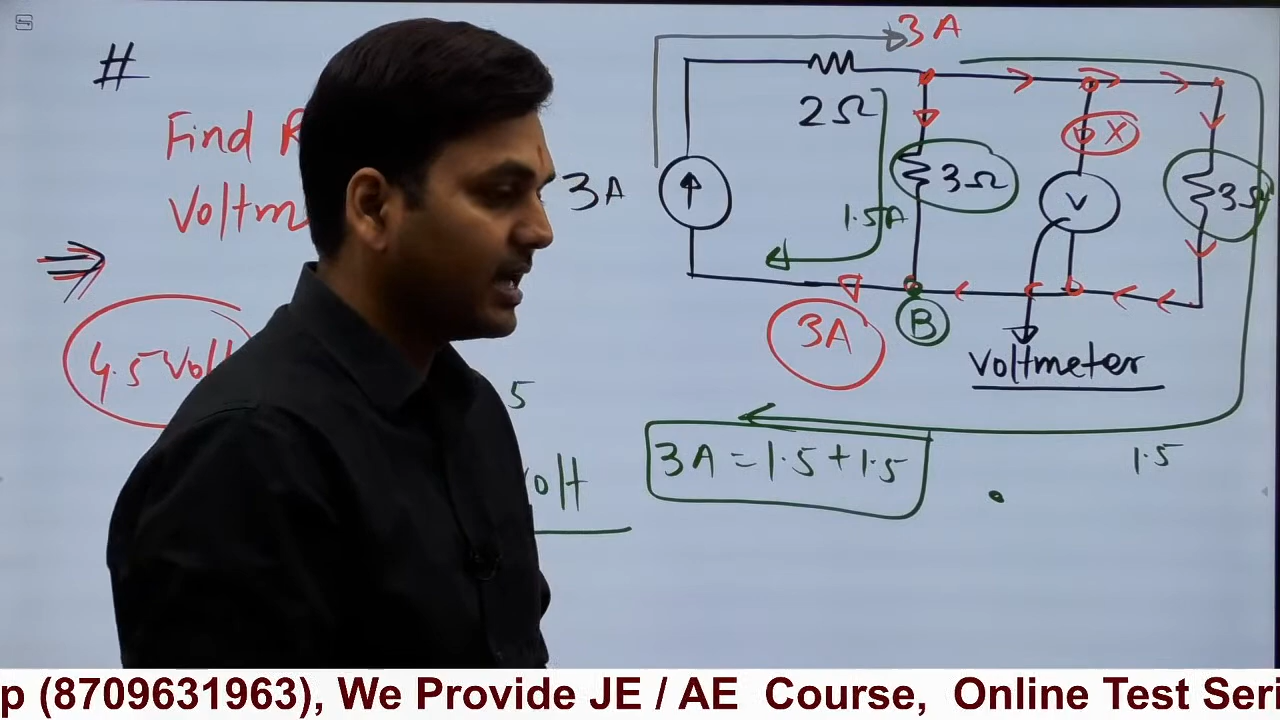 #
Find R
Voltm
4.5 Volt
5
olt
3A
2Ω
3A
3Ω
X
V
3Ω
1.5A
3A
B
Voltmeter
3A = 1.5 + 1.5
1.5
p (8709631963), We Provide JE / AE Course, Online Test Seri